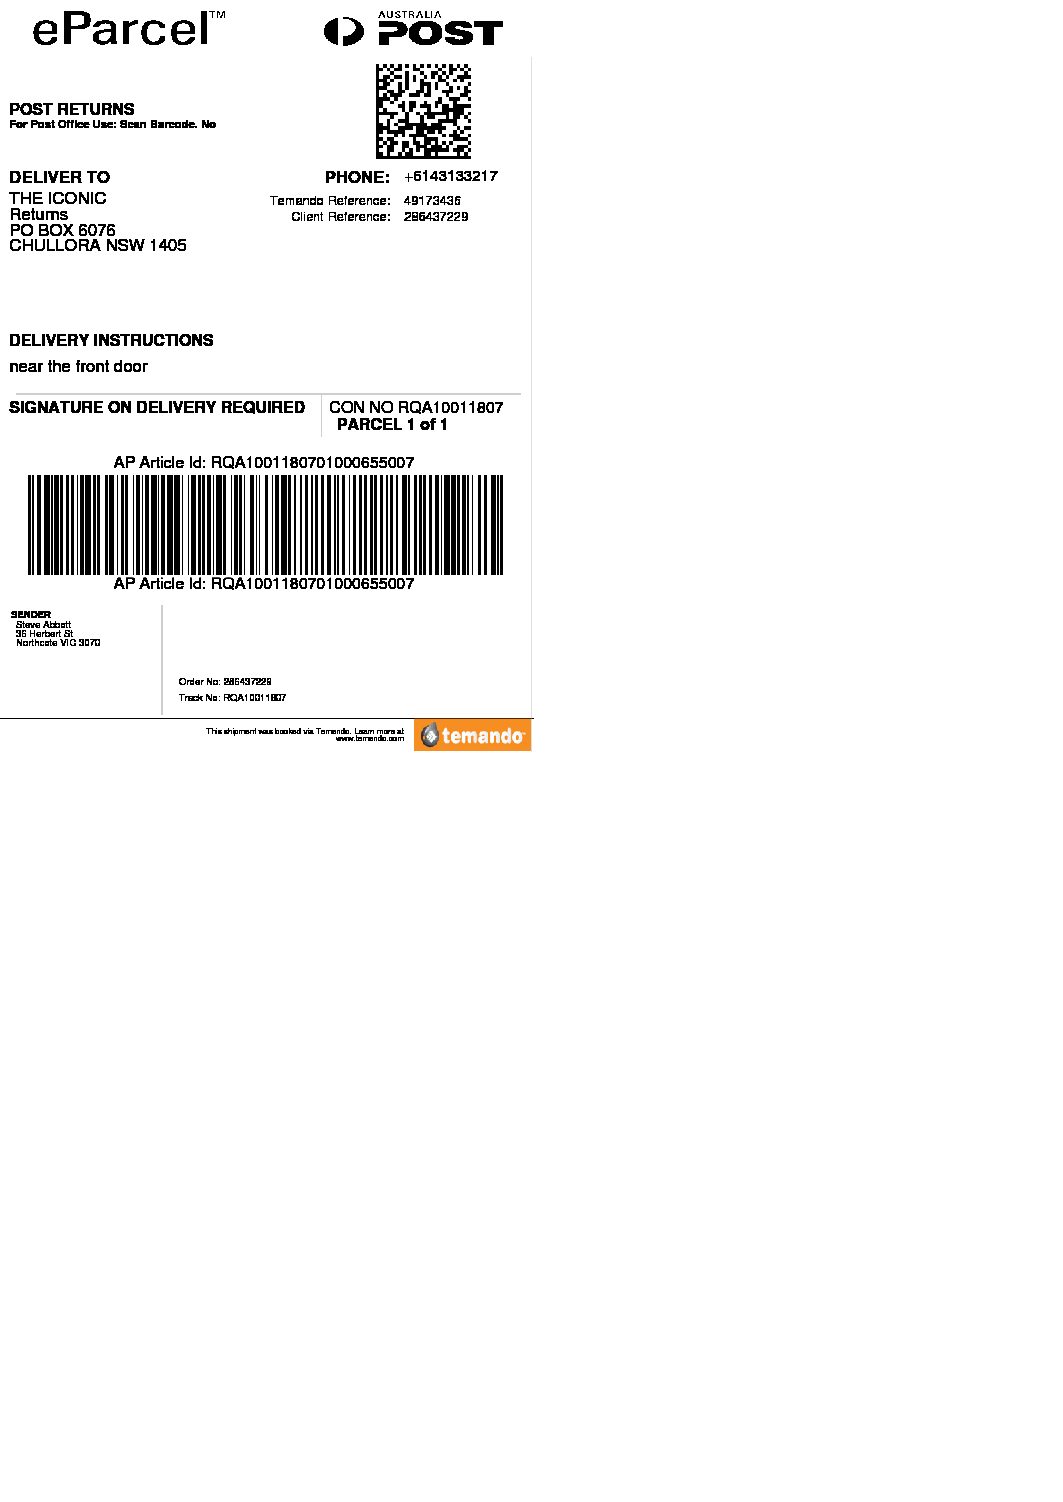 eParcel™
AUSTRALIA
POST
POST RETURNS
For Post Office Use: Scan Barcode. No
DELIVER TO
THE ICONIC
Returns
PO BOX 6076
CHULLORA NSW 1405
PHONE: +6143133217
Temando Reference: 49173436
Client Reference: 286437229
DELIVERY INSTRUCTIONS
near the front door
SIGNATURE ON DELIVERY REQUIRED
CON NO RQA10011807
PARCEL 1 of 1
AP Article Id: RQA1001180701000655007
AP Article Id: RQA1001180701000655007
SENDER
Steve Abbott
36 Herbert St
Northcote VIC 3070
Order No: 286437229
Track No: RQA10011807
This shipment was booked via Temando. Learn more at
www.temando.com
temando